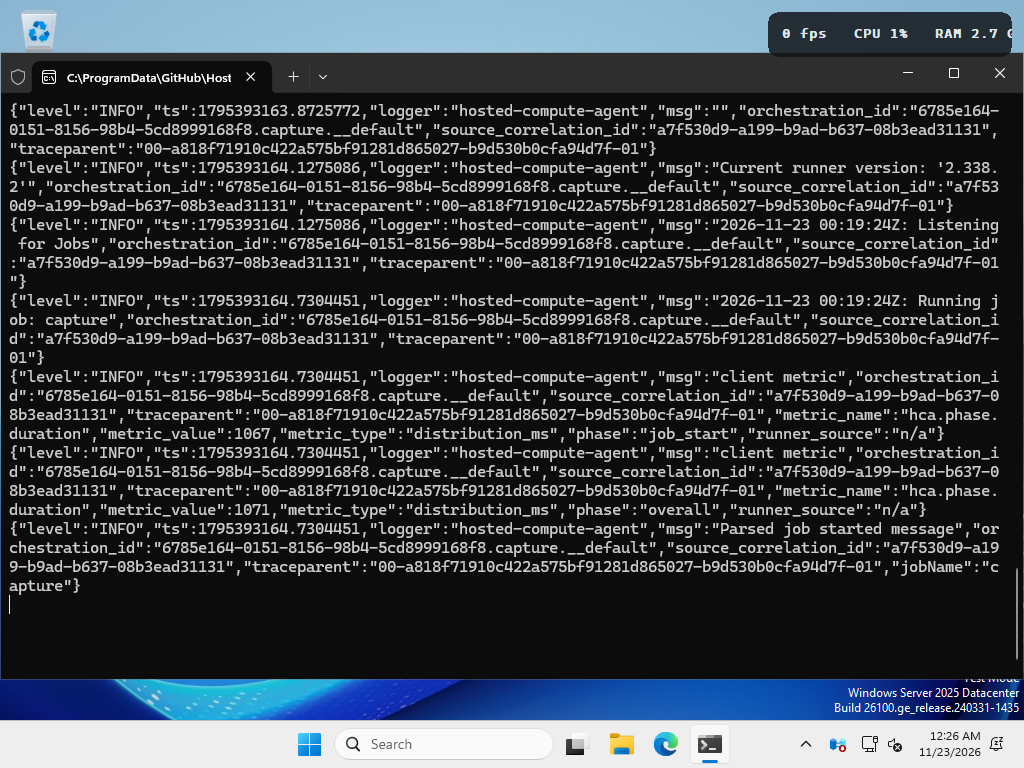 0 fps CPU 1% RAM 2.7
C:\ProgramData\GitHub\Host
{"level":"INFO","ts":1795393163.8725772,"logger":"hosted-compute-agent","msg":"","orchestration_id":"6785e164-
0151-8156-98b4-5cd8999168f8.capture.__default","source_correlation_id":"a7f530d9-a199-b9ad-b637-08b3ead31131",
"traceparent":"00-a818f71910c422a575bf91281d865027-b9d530b0cfa94d7f-01"}
{"level":"INFO","ts":1795393164.1275086,"logger":"hosted-compute-agent","msg":"Current runner version: '2.338.
2'","orchestration_id":"6785e164-0151-8156-98b4-5cd8999168f8.capture.__default","source_correlation_id":"a7f53
0d9-a199-b9ad-b637-08b3ead31131","traceparent":"00-a818f71910c422a575bf91281d865027-b9d530b0cfa94d7f-01"}
{"level":"INFO","ts":1795393164.1275086,"logger":"hosted-compute-agent","msg":"2026-11-23 00:19:24Z: Listening
 for Jobs","orchestration_id":"6785e164-0151-8156-98b4-5cd8999168f8.capture.__default","source_correlation_id"
:"a7f530d9-a199-b9ad-b637-08b3ead31131","traceparent":"00-a818f71910c422a575bf91281d865027-b9d530b0cfa94d7f-01
"}
{"level":"INFO","ts":1795393164.7304451,"logger":"hosted-compute-agent","msg":"2026-11-23 00:19:24Z: Running j
ob: capture","orchestration_id":"6785e164-0151-8156-98b4-5cd8999168f8.capture.__default","source_correlation_i
d":"a7f530d9-a199-b9ad-b637-08b3ead31131","traceparent":"00-a818f71910c422a575bf91281d865027-b9d530b0cfa94d7f-
01"}
{"level":"INFO","ts":1795393164.7304451,"logger":"hosted-compute-agent","msg":"client metric","orchestration_i
d":"6785e164-0151-8156-98b4-5cd8999168f8.capture.__default","source_correlation_id":"a7f530d9-a199-b9ad-b637-0
8b3ead31131","traceparent":"00-a818f71910c422a575bf91281d865027-b9d530b0cfa94d7f-01","metric_name":"hca.phase.
duration","metric_value":1067,"metric_type":"distribution_ms","phase":"job_start","runner_source":"n/a"}
{"level":"INFO","ts":1795393164.7304451,"logger":"hosted-compute-agent","msg":"client metric","orchestration_i
d":"6785e164-0151-8156-98b4-5cd8999168f8.capture.__default","source_correlation_id":"a7f530d9-a199-b9ad-b637-0
8b3ead31131","traceparent":"00-a818f71910c422a575bf91281d865027-b9d530b0cfa94d7f-01","metric_name":"hca.phase.
duration","metric_value":1071,"metric_type":"distribution_ms","phase":"overall","runner_source":"n/a"}
{"level":"INFO","ts":1795393164.7304451,"logger":"hosted-compute-agent","msg":"Parsed job started message","or
chestration_id":"6785e164-0151-8156-98b4-5cd8999168f8.capture.__default","source_correlation_id":"a7f530d9-a19
9-b9ad-b637-08b3ead31131","traceparent":"00-a818f71910c422a575bf91281d865027-b9d530b0cfa94d7f-01","jobName":"c
apture"}
Test Mode
Windows Server 2025 Datacenter
Build 26100.ge_release.240331-1435
Search
12:26 AM
11/23/2026